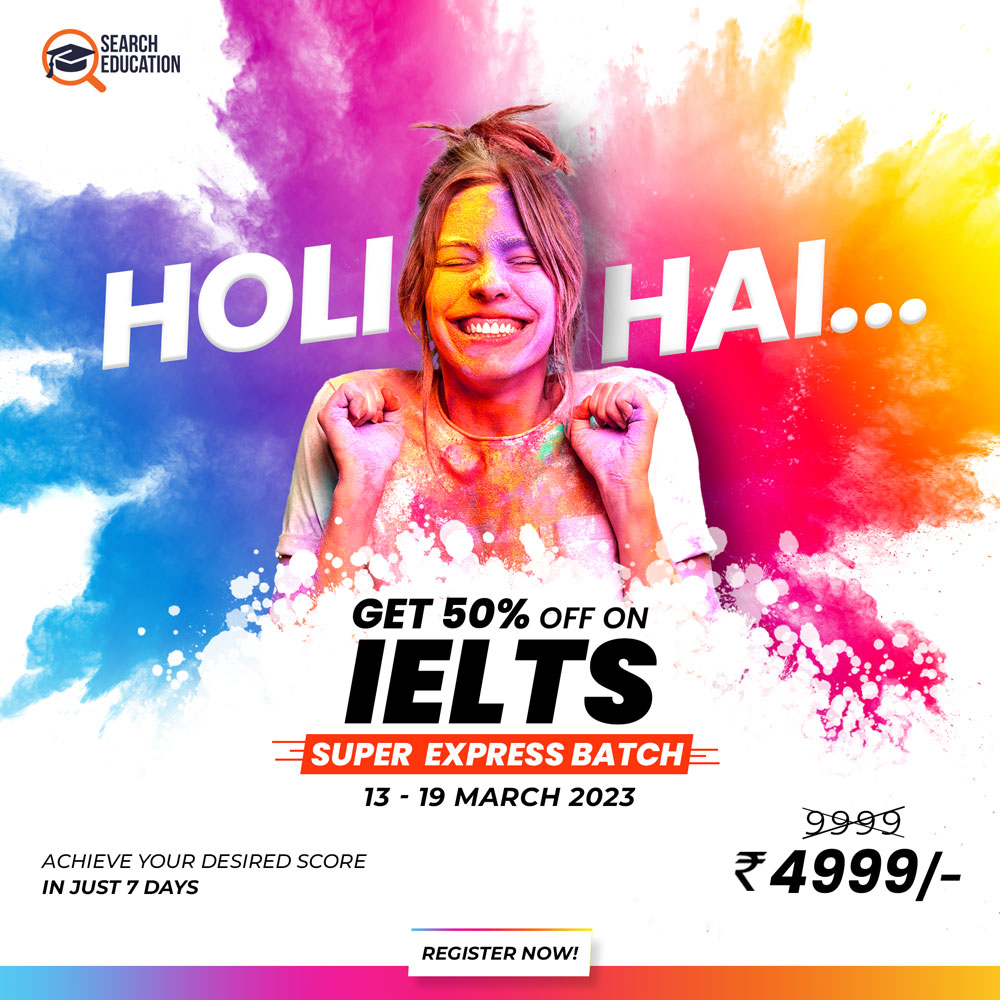 SEARCH
EDUCATION
HOLI HAI...
GET 50% OFF ON
IELTS
SUPER EXPRESS BATCH
13 - 19 MARCH 2023
9999
₹4999/-
ACHIEVE YOUR DESIRED SCORE
IN JUST 7 DAYS
REGISTER NOW!